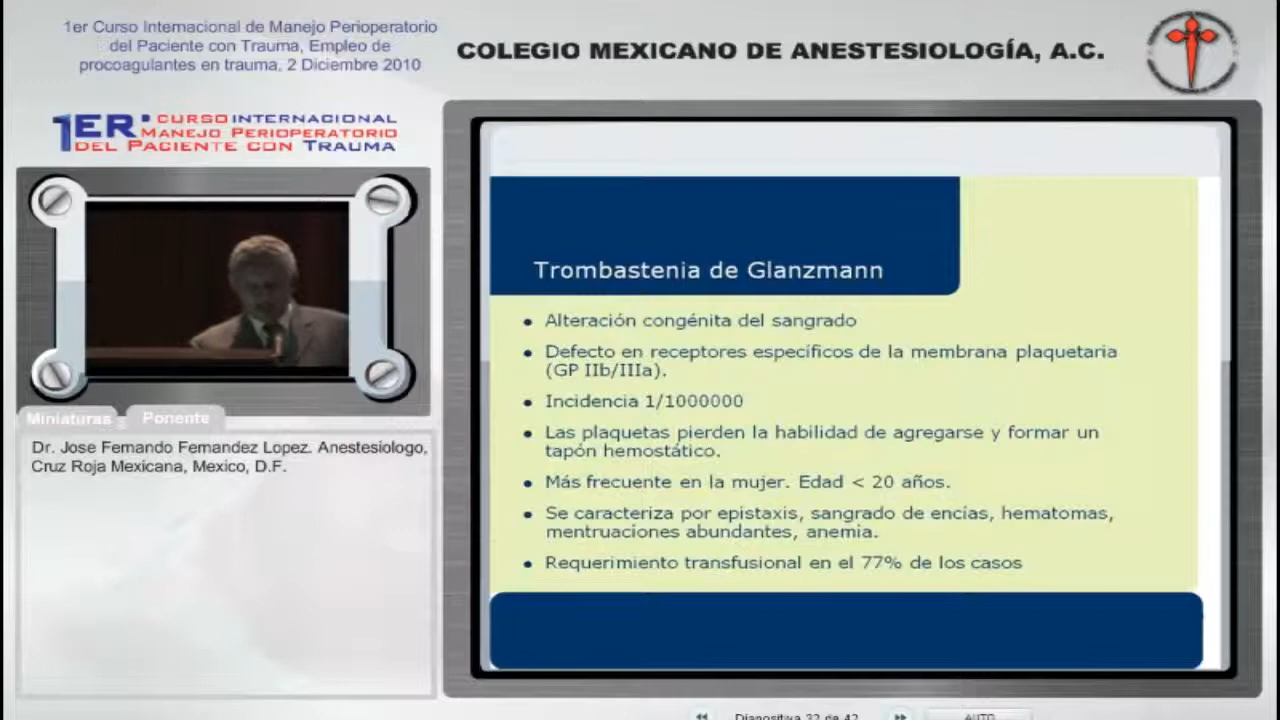 1er Curso Internacional de Manejo Perioperatorio
del Paciente con Trauma, Empleo de
procoagulantes en trauma, 2 Diciembre 2010
COLEGIO MEXICANO DE ANESTESIOLOGÍA, A.C.
1ER. CURSO INTERNACIONAL
MANEJO PERIOPERATORIO
DEL PACIENTE CON TRAUMA
Miniaturas
Ponente
Dr. Jose Fernando Fernandez Lopez. Anestesiologo,
Cruz Roja Mexicana, Mexico, D.F.
Trombastenia de Glanzmann
• Alteración congénita del sangrado
• Defecto en receptores específicos de la membrana plaquetaria
(GP IIb/IIIa).
• Incidencia 1/1000000
• Las plaquetas pierden la habilidad de agregarse y formar un
tapón hemostático.
• Más frecuente en la mujer. Edad < 20 años.
• Se caracteriza por epistaxis, sangrado de encías, hematomas,
mentruaciones abundantes, anemia.
• Requerimiento transfusional en el 77% de los casos
Diapositiva 32 de 42
AUTO